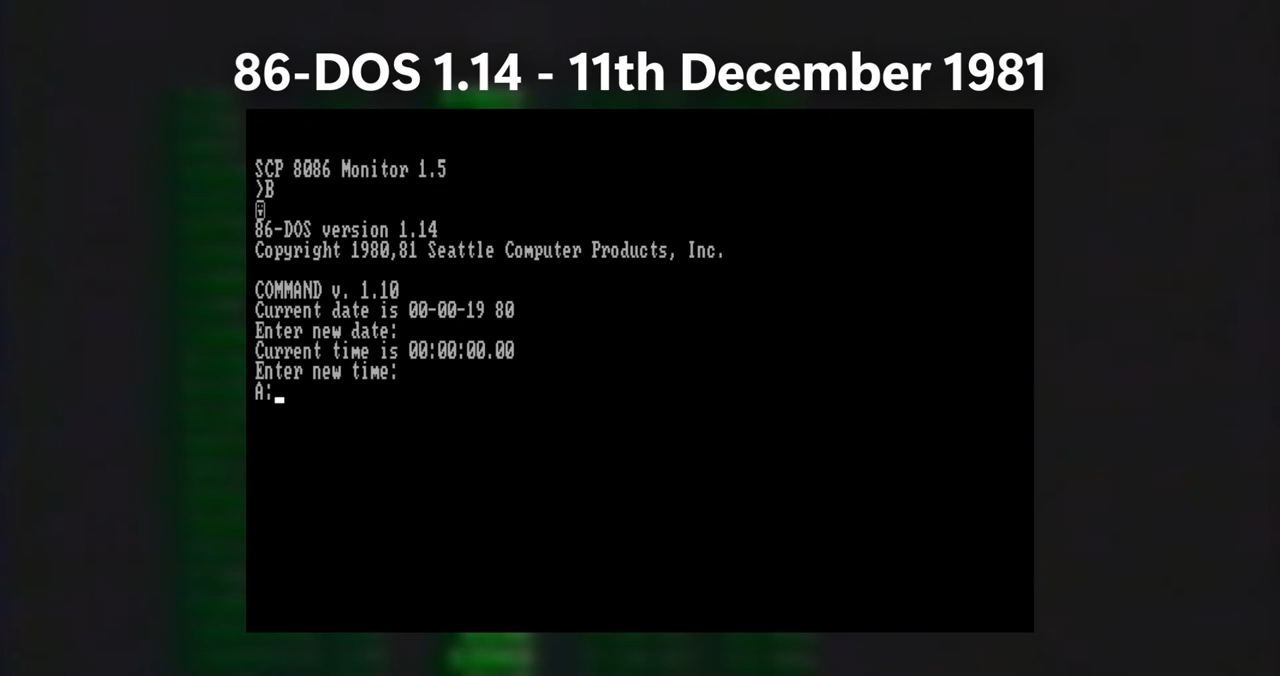 86-DOS 1.14 - 11th December 1981
SCP 8086 Monitor 1.5
>B
86-DOS version 1.14
Copyright 1980,81 Seattle Computer Products, Inc.
COMMAND v. 1.10
Current date is 00-00-19 80
Enter new date:
Current time is 00:00:00.00
Enter new time:
A:_